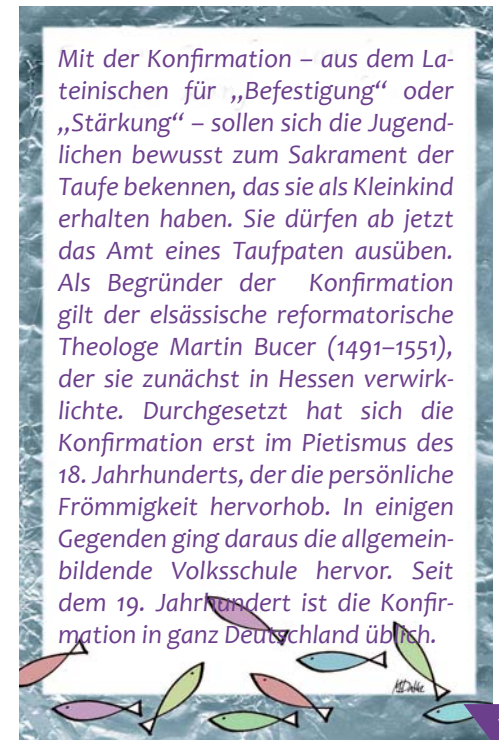 Mit der Konfirmation – aus dem La-
teinischen für „Befestigung“ oder
„Stärkung“ – sollen sich die Jugend-
lichen bewusst zum Sakrament der
Taufe bekennen, das sie als Kleinkind
erhalten haben. Sie dürfen ab jetzt
das Amt eines Taufpaten ausüben.
Als Begründer der Konfirmation
gilt der elsässische reformatorische
Theologe Martin Bucer (1491–1551),
der sie zunächst in Hessen verwirk-
lichte. Durchgesetzt hat sich die
Konfirmation erst im Pietismus des
18. Jahrhunderts, der die persönliche
Frömmigkeit hervorhob. In einigen
Gegenden ging daraus die allgemein-
bildende Volksschule hervor. Seit
dem 19. Jahrhundert ist die Konfir-
mation in ganz Deutschland üblich.